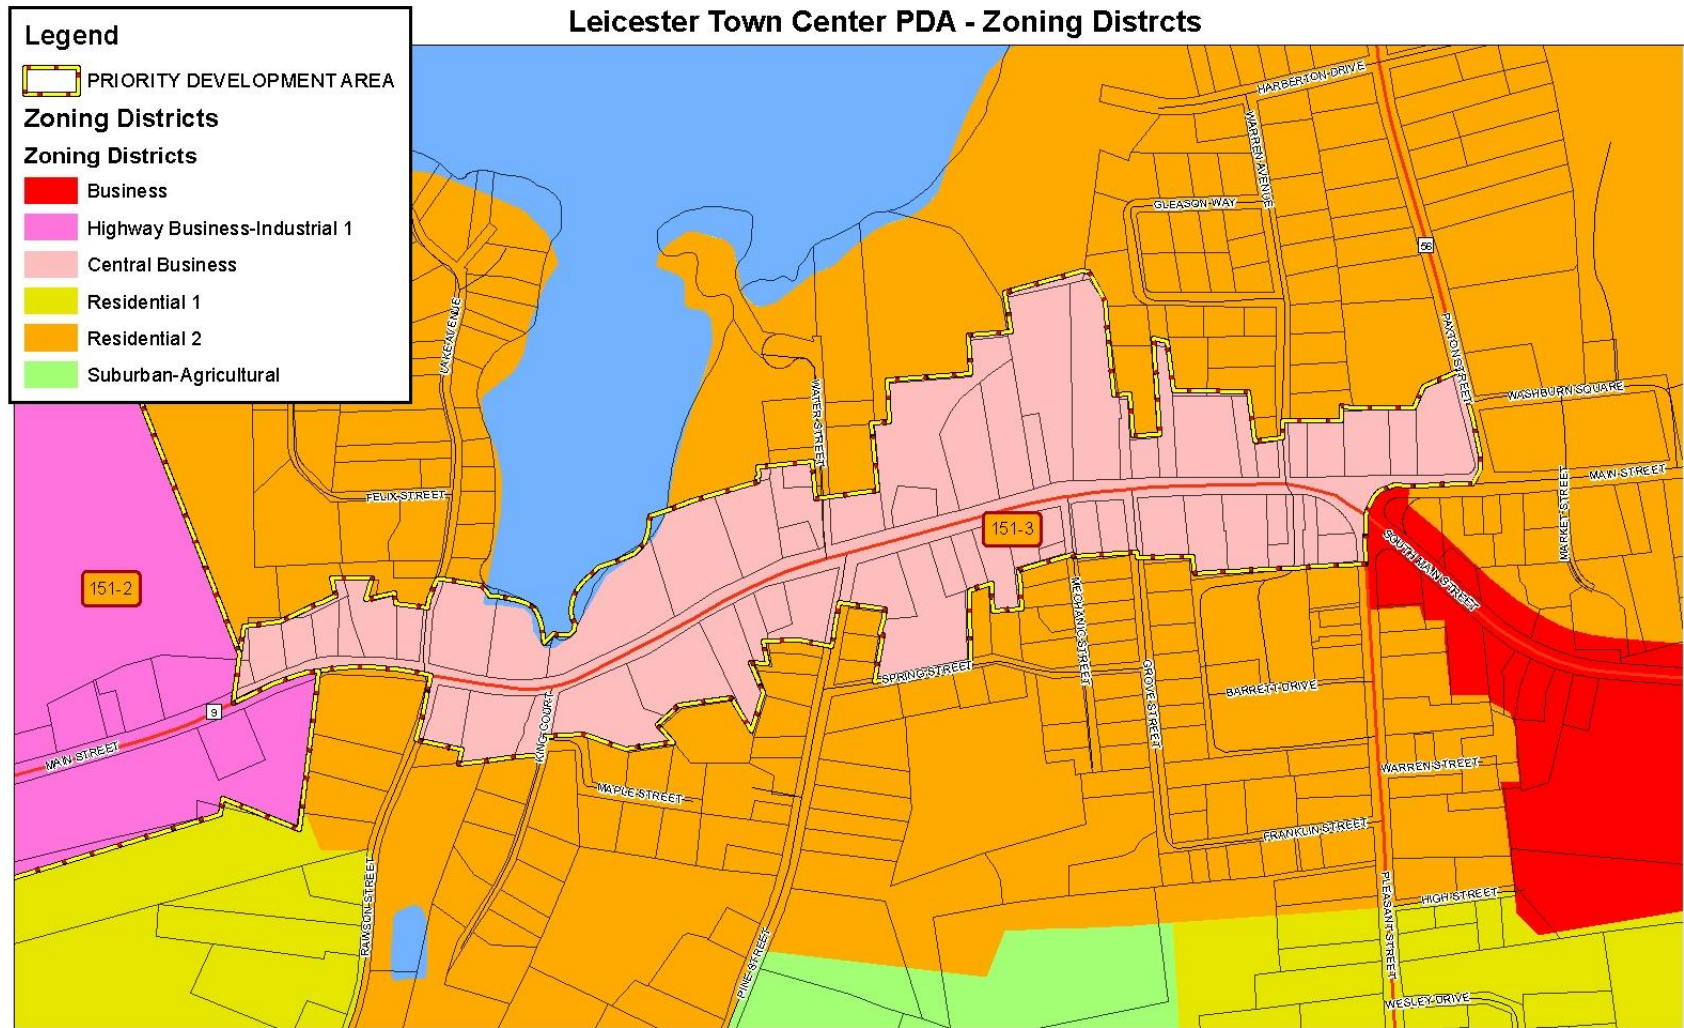 Leicester Town Center PDA - Zoning Distrcts
Legend
PRIORITY DEVELOPMENT AREA
Zoning Districts
Zoning Districts
Business
Highway Business-Industrial 1
Central Business
Residential 1
Residential 2
Suburban-Agricultural
HARBERTON DRIVE
WARREN AVENUE
GLEASON WAY
56
PAXTON STREET
LAKE AVENUE
WATER STREET
WASHBURN SQUARE
MAIN STREET
MARKET STREET
FELIX STREET
151-3
SOUTH MAIN STREET
151-2
MECHANIC STREET
SPRING STREET
GROVE STREET
BARRETT DRIVE
9
MAIN STREET
KING COURT
MAPLE STREET
WARREN STREET
FRANKLIN STREET
RAWSON STREET
PINE STREET
PLEASANT STREET
HIGH STREET
WESLEY DRIVE